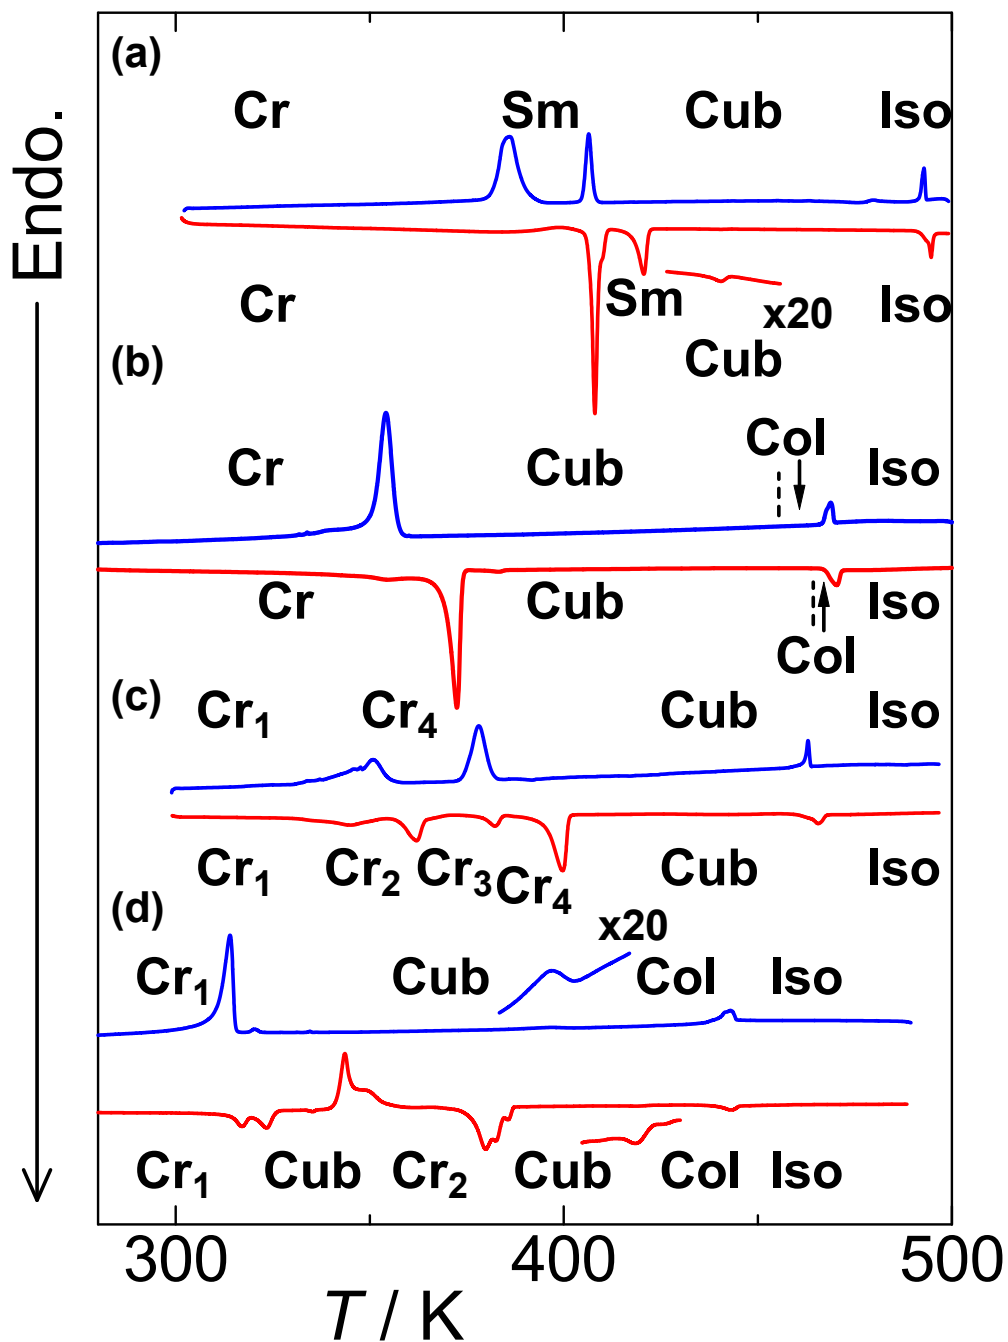 (a)
Cr Sm Cub Iso
Endo.
Cr Sm x20 Iso
Cub
(b)
Col
Cr Cub Iso
Cr Cub Iso
Col
(c)
Cr₁ Cr₄ Cub Iso
Cr₁ Cr₂ Cr₃ Cr₄ Cub Iso
(d)
x20
Cr₁ Cub Col Iso
Cr₁ Cub Cr₂ Cub Col Iso
300 400 500
T / K